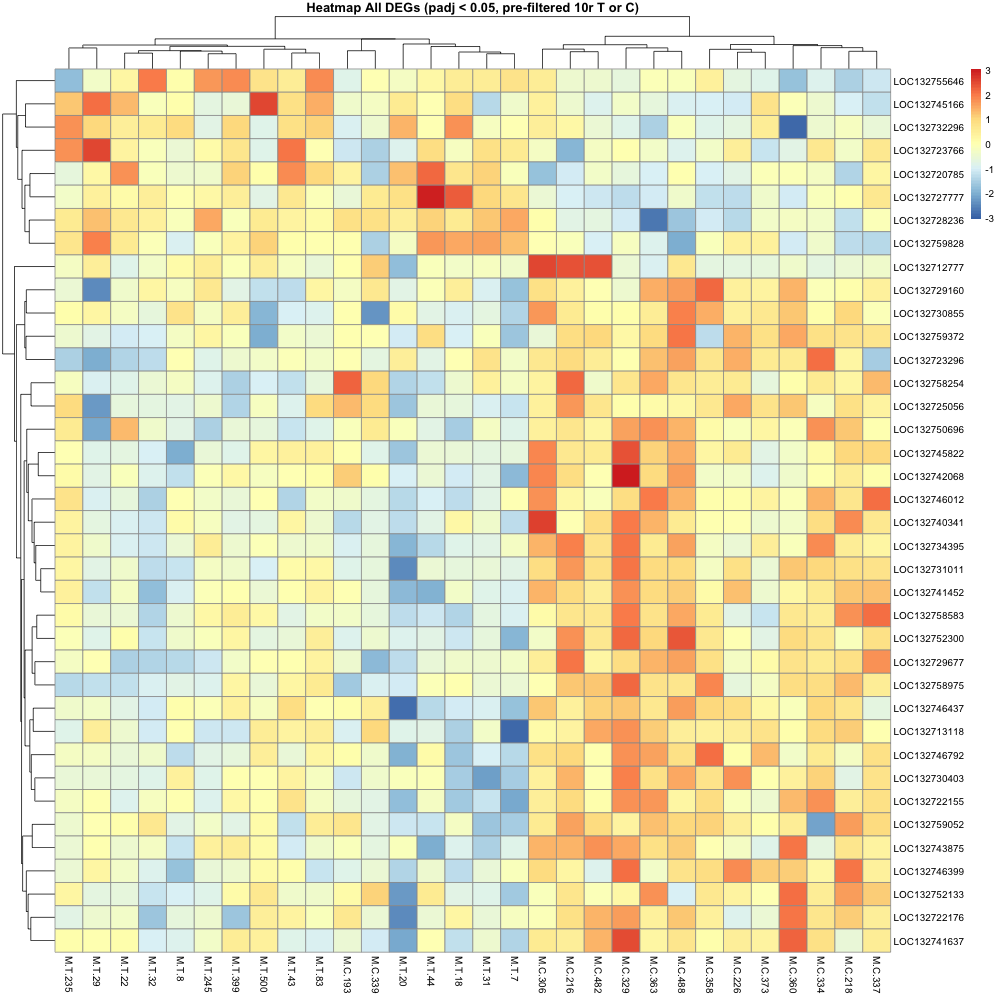 Heatmap All DEGs (padj < 0.05, pre-filtered 10r T or C)
3
2
1
0
-1
-2
-3
LOC132755646
LOC132745166
LOC132732296
LOC132723766
LOC132720785
LOC132727777
LOC132728236
LOC132759828
LOC132712777
LOC132729160
LOC132730855
LOC132759372
LOC132723296
LOC132758254
LOC132725056
LOC132750696
LOC132745822
LOC132742068
LOC132746012
LOC132740341
LOC132734395
LOC132731011
LOC132741452
LOC132758583
LOC132752300
LOC132729677
LOC132758975
LOC132746437
LOC132713118
LOC132746792
LOC132730403
LOC132722155
LOC132759052
LOC132743875
LOC132746399
LOC132752133
LOC132722176
LOC132741637
M.T.235
M.T.29
M.T.22
M.T.32
M.T.8
M.T.245
M.T.399
M.T.500
M.T.43
M.T.83
M.C.193
M.C.339
M.T.20
M.T.44
M.T.18
M.T.31
M.T.7
M.C.306
M.C.216
M.C.482
M.C.329
M.C.363
M.C.488
M.C.358
M.C.226
M.C.373
M.C.360
M.C.334
M.C.218
M.C.337